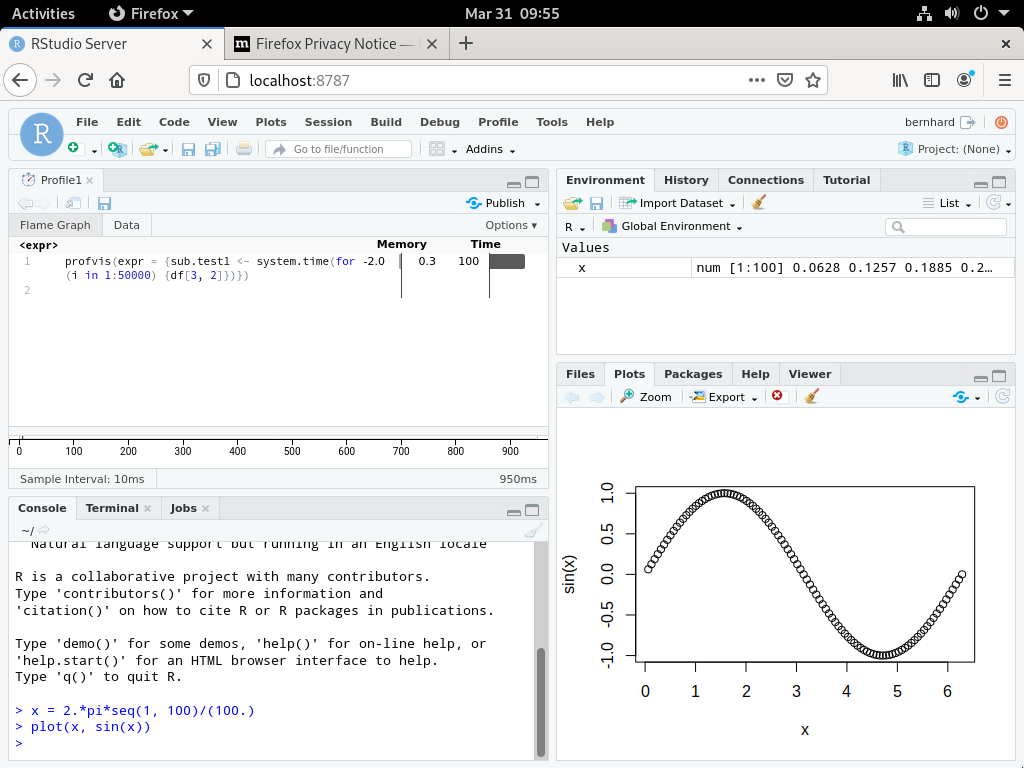 Activities Firefox Mar 31 09:55
RStudio Server
Firefox Privacy Notice —
localhost:8787
R File Edit Code View Plots Session Build Debug Profile Tools Help bernhard
Go to file/function Addins Project: (None)
Profile1
Publish
Flame Graph Data Options
<expr> Memory Time
1 profvis(expr = {sub.test1 <- system.time(for -2.0 0.3 100
(i in 1:50000) {df[3, 2]})})
2
0 100 200 300 400 500 600 700 800 900
Sample Interval: 10ms 950ms
Console Terminal Jobs
~/
Natural language support but running in an English locale
R is a collaborative project with many contributors.
Type 'contributors()' for more information and
'citation()' on how to cite R or R packages in publications.
Type 'demo()' for some demos, 'help()' for on-line help, or
'help.start()' for an HTML browser interface to help.
Type 'q()' to quit R.
> x = 2.*pi*seq(1, 100)/(100.)
> plot(x, sin(x))
>
Environment History Connections Tutorial
Import Dataset List
R Global Environment
Values
x num [1:100] 0.0628 0.1257 0.1885 0.2…
Files Plots Packages Help Viewer
Zoom Export
sin(x)
1.0
0.5
0.0
-0.5
-1.0
0 1 2 3 4 5 6
x